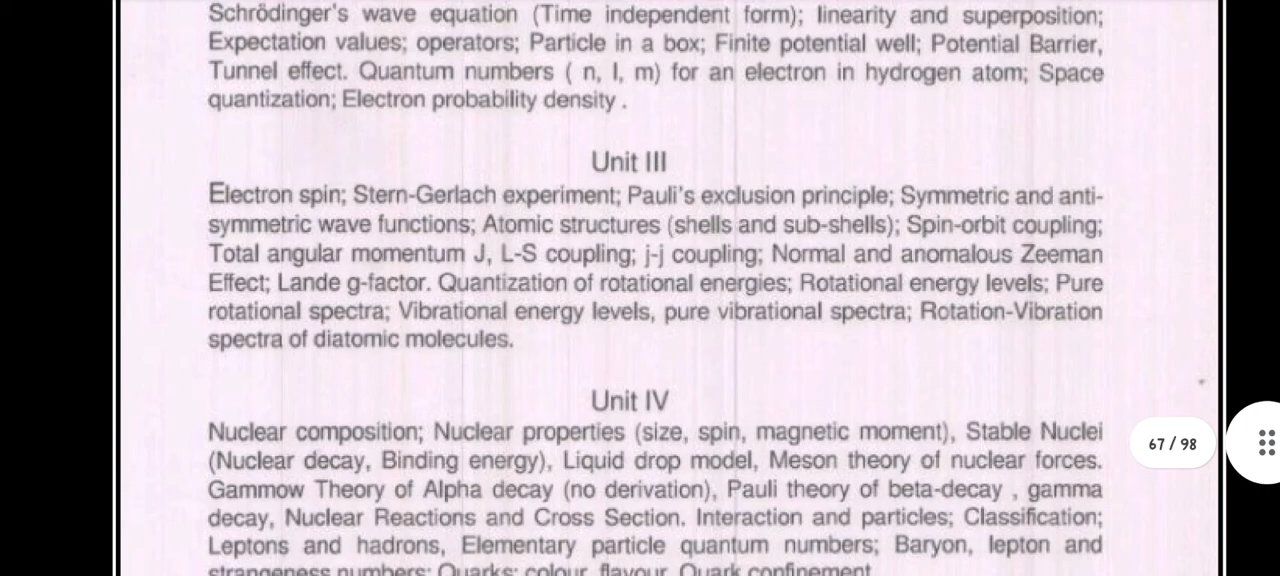 Schrödinger's wave equation (Time independent form); linearity and superposition;
Expectation values; operators; Particle in a box; Finite potential well; Potential Barrier,
Tunnel effect. Quantum numbers ( n, l, m) for an electron in hydrogen atom; Space
quantization; Electron probability density .
Unit III
Electron spin; Stern-Gerlach experiment; Pauli's exclusion principle; Symmetric and anti-
symmetric wave functions; Atomic structures (shells and sub-shells); Spin-orbit coupling;
Total angular momentum J, L-S coupling; j-j coupling; Normal and anomalous Zeeman
Effect; Lande g-factor. Quantization of rotational energies; Rotational energy levels; Pure
rotational spectra; Vibrational energy levels, pure vibrational spectra; Rotation-Vibration
spectra of diatomic molecules.
Unit IV
Nuclear composition; Nuclear properties (size, spin, magnetic moment), Stable Nuclei
(Nuclear decay, Binding energy), Liquid drop model, Meson theory of nuclear forces.
Gammow Theory of Alpha decay (no derivation), Pauli theory of beta-decay , gamma
decay, Nuclear Reactions and Cross Section. Interaction and particles; Classification;
Leptons and hadrons, Elementary particle quantum numbers; Baryon, lepton and
strangeness numbers; Quarks; colour, flavour, Quark confinement
67 / 98